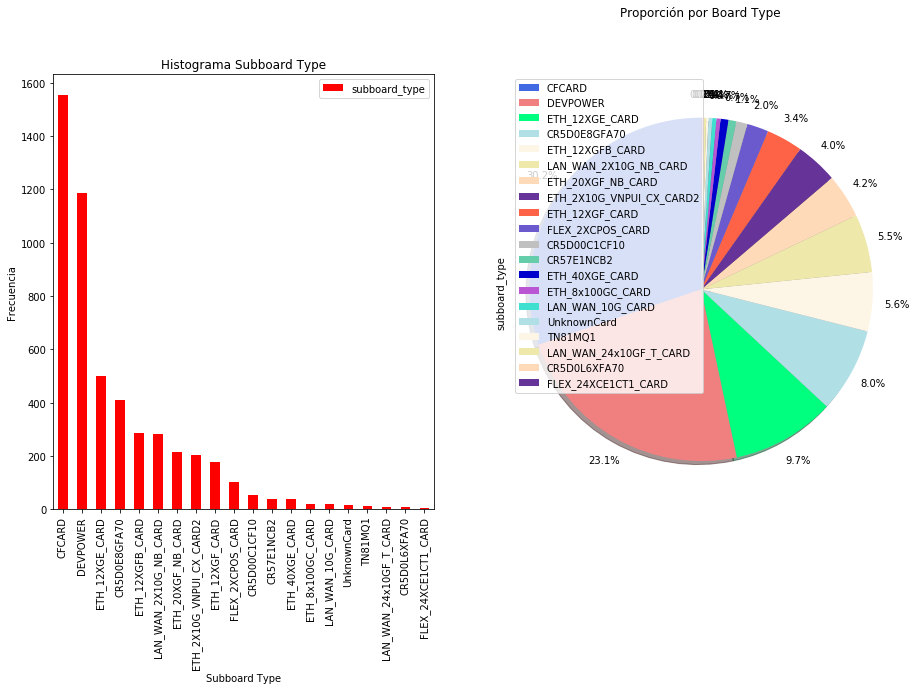 Histograma Subboard Type
subboard_type
Frecuencia
1600
1400
1200
1000
800
600
400
200
0
CFCARD
DEVPOWER
ETH_12XGE_CARD
CR5D0E8GFA70
ETH_12XGFB_CARD
LAN_WAN_2X10G_NB_CARD
ETH_20XGF_NB_CARD
ETH_2X10G_VNPUI_CX_CARD2
ETH_12XGF_CARD
FLEX_2XCPOS_CARD
CR5D00C1CF10
CR57E1NCB2
ETH_40XGE_CARD
ETH_8x100GC_CARD
LAN_WAN_10G_CARD
UnknownCard
TN81MQ1
LAN_WAN_24x10GF_T_CARD
CR5D0L6XFA70
FLEX_24XCE1CT1_CARD
Subboard Type
Proporción por Board Type
subboard_type
CFCARD
DEVPOWER
ETH_12XGE_CARD
CR5D0E8GFA70
ETH_12XGFB_CARD
LAN_WAN_2X10G_NB_CARD
ETH_20XGF_NB_CARD
ETH_2X10G_VNPUI_CX_CARD2
ETH_12XGF_CARD
FLEX_2XCPOS_CARD
CR5D00C1CF10
CR57E1NCB2
ETH_40XGE_CARD
ETH_8x100GC_CARD
LAN_WAN_10G_CARD
UnknownCard
TN81MQ1
LAN_WAN_24x10GF_T_CARD
CR5D0L6XFA70
FLEX_24XCE1CT1_CARD
30.2%
23.1%
9.7%
8.0%
5.6%
5.5%
4.2%
4.0%
3.4%
2.0%
1.1%